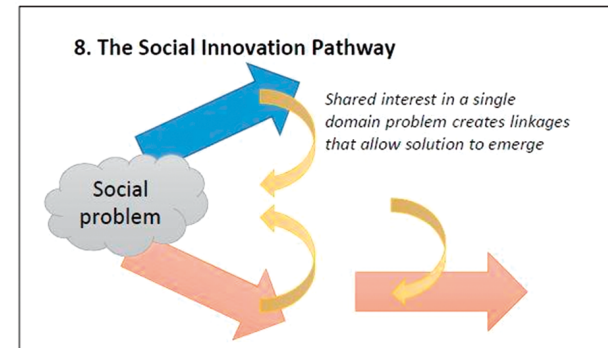 8. The Social Innovation Pathway
Shared interest in a single
domain problem creates linkages
that allow solution to emerge
Social
problem